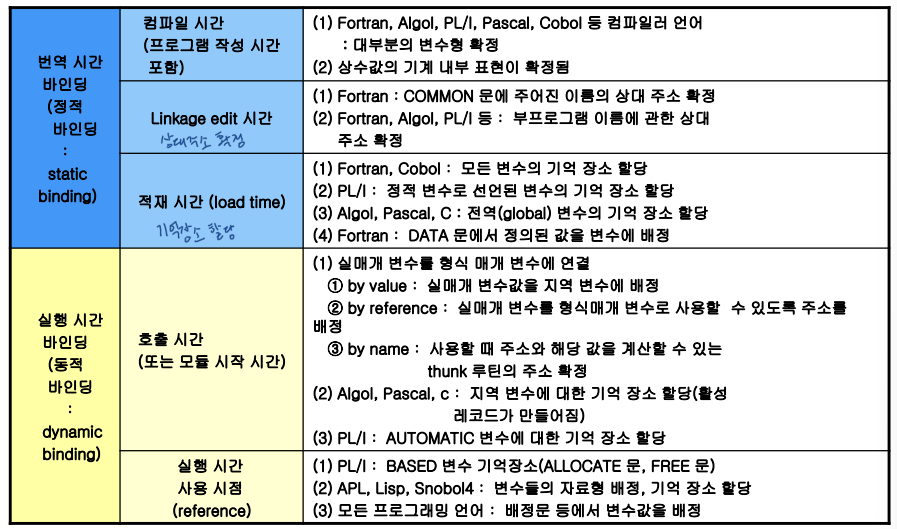 번역 시간
바인딩
(정적
바인딩
:
static
binding)
컴파일 시간
(프로그램 작성 시간
포함)
(1) Fortran, Algol, PL/I, Pascal, Cobol 등 컴파일러 언어
: 대부분의 변수형 확정
(2) 상수값의 기계 내부 표현이 확정됨
Linkage edit 시간
상대주소 확정
(1) Fortran : COMMON 문에 주어진 이름의 상대 주소 확정
(2) Fortran, Algol, PL/I 등 : 부프로그램 이름에 관한 상대
주소 확정
적재 시간 (load time)
기억장소 할당
(1) Fortran, Cobol : 모든 변수의 기억 장소 할당
(2) PL/I : 정적 변수로 선언된 변수의 기억 장소 할당
(3) Algol, Pascal, C : 전역(global) 변수의 기억 장소 할당
(4) Fortran : DATA 문에서 정의된 값을 변수에 배정
실행 시간
바인딩
(동적
바인딩
:
dynamic
binding)
호출 시간
(또는 모듈 시작 시간)
(1) 실매개 변수를 형식 매개 변수에 연결
① by value : 실매개 변수값을 지역 변수에 배정
② by reference : 실매개 변수를 형식매개 변수로 사용할 수 있도록 주소를
배정
③ by name : 사용할 때 주소와 해당 값을 계산할 수 있는
thunk 루틴의 주소 확정
(2) Algol, Pascal, c : 지역 변수에 대한 기억 장소 할당(활성
레코드가 만들어짐)
(3) PL/I : AUTOMATIC 변수에 대한 기억 장소 할당
실행 시간
사용 시점
(reference)
(1) PL/I : BASED 변수 기억장소(ALLOCATE 문, FREE 문)
(2) APL, Lisp, Snobol4 : 변수들의 자료형 배정, 기억 장소 할당
(3) 모든 프로그래밍 언어 : 배정문 등에서 변수값을 배정